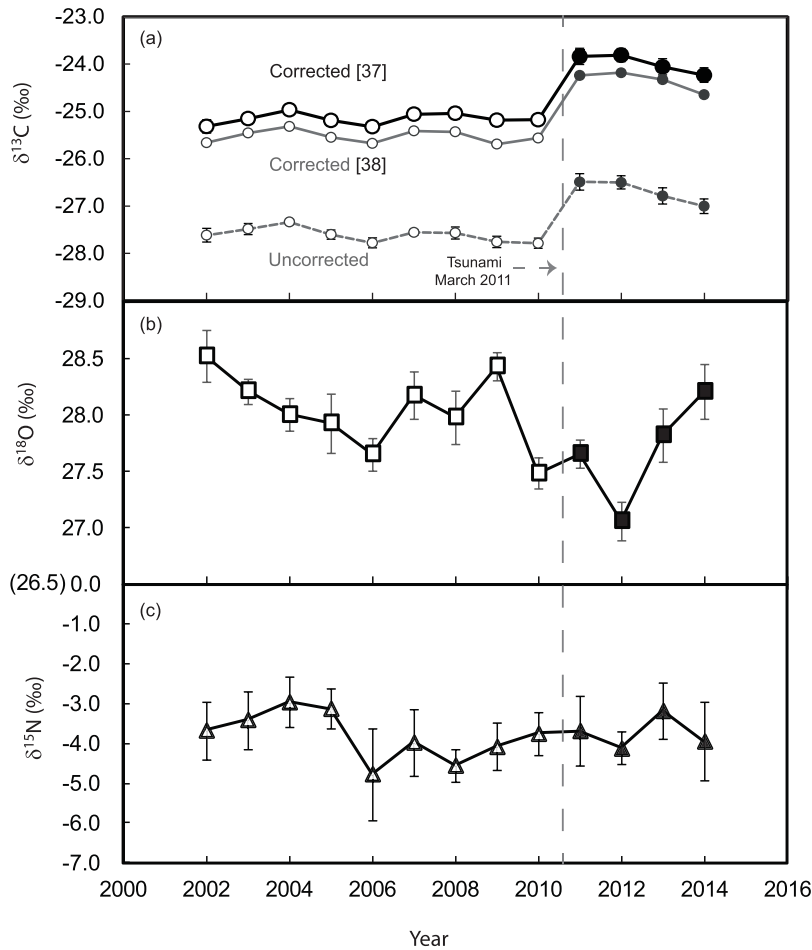 -23.0
(a)
-24.0
Corrected [37]
-25.0
δ13C (‰)
-26.0
Corrected [38]
-27.0
-28.0
Uncorrected
Tsunami
March 2011
-29.0
(b)
28.5
28.0
δ18O (‰)
27.5
27.0
(26.5) 0.0
(c)
-1.0
-2.0
-3.0
δ15N (‰)
-4.0
-5.0
-6.0
-7.0
2000 2002 2004 2006 2008 2010 2012 2014 2016
Year